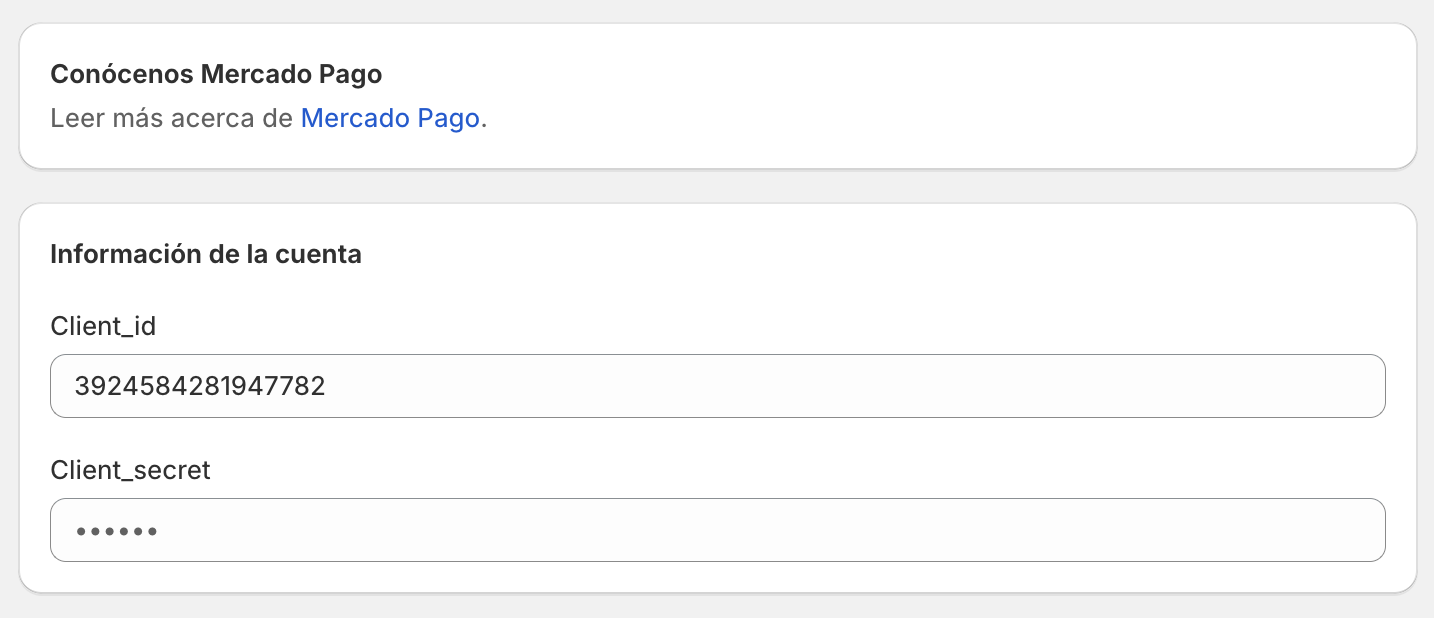 Conócenos Mercado Pago
Leer más acerca de Mercado Pago.
Información de la cuenta
Client_id
3924584281947782
Client_secret
••••••